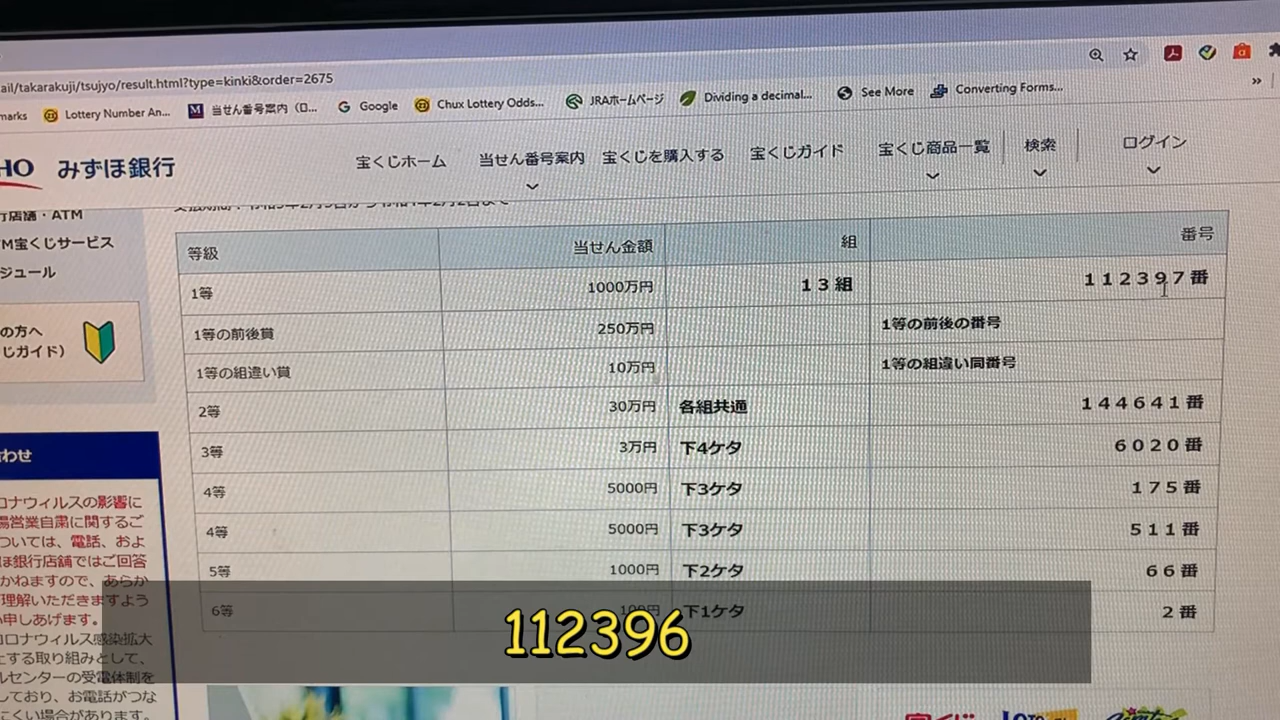 ail/takarakuji/tsujyo/result.html?type=kinki&order=2675
marks Lottery Number An... 当せん番号案内 (ロ... Google Chux Lottery Odds... JRAホームページ Dividing a decimal... See More Converting Forms... »
HO みずほ銀行 宝くじホーム 当せん番号案内 宝くじを購入する 宝くじガイド 宝くじ商品一覧 検索 ログイン
行店舗・ATM
M宝くじサービス
ジュール
の方へ
じガイド）
等級 当せん金額 組 番号
1等 1000万円 13組 112397番
1等の前後賞 250万円 1等の前後の番号
1等の組違い賞 10万円 1等の組違い同番号
2等 30万円 各組共通 144641番
3等 3万円 下4ケタ 6020番
4等 5000円 下3ケタ 175番
4等 5000円 下3ケタ 511番
5等 1000円 下2ケタ 66番
6等 100円 下1ケタ 2番
わせ
ロナウィルスの影響に
場営業自粛に関するご
ついては、電話、およ
ほ銀行店舗ではご回答
かねますので、あらか
理解いただきますよう
い申しあげます。
コロナウィルス感染拡大
とする取り組みとして、
ルセンターの受電体制を
しており、お電話がつな
にくい場合があります。
112396
宝くじ